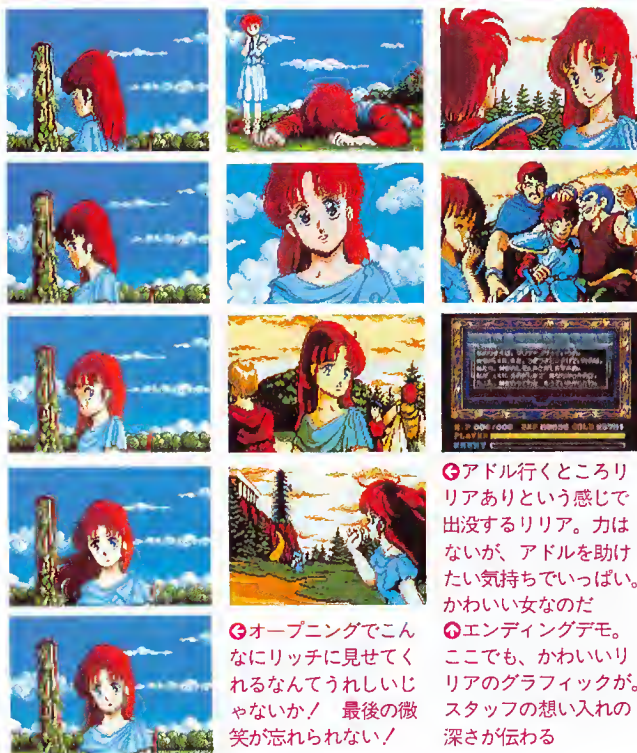 オープニングでこん
なにリッチに見せてく
れるなんてうれしいじ
ゃないか! 最後の微
笑が忘れられない!
アドル行くところリ
リアありという感じで
出没するリリア。力は
ないが、アドルを助け
たい気持ちでいっぱい。
かわいい女なのだ
エンディングデモ。
ここでも、かわいいリ
リアのグラフィックが。
スタッフの想い入れの
深さが伝わる
PLAYER
ENEMY